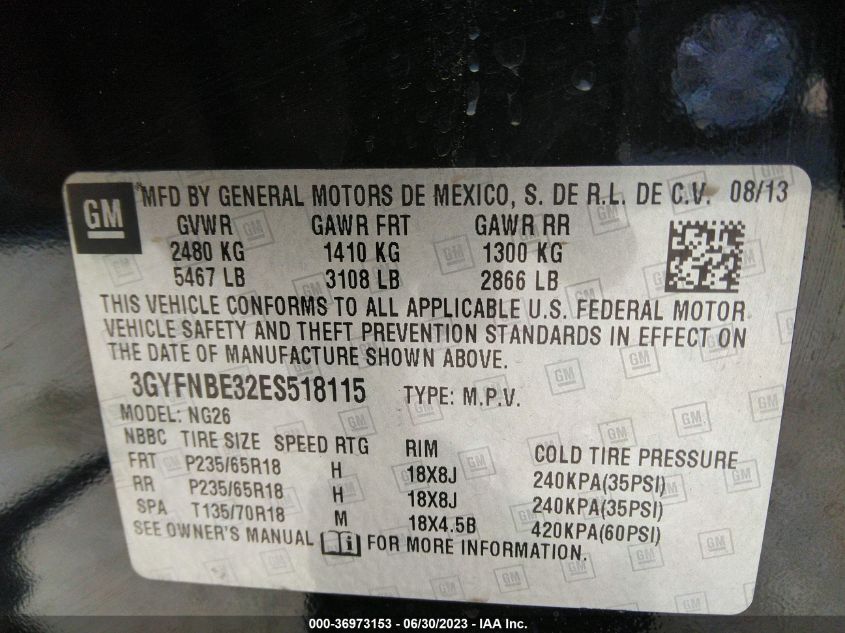 GM
MFD BY GENERAL MOTORS DE MEXICO, S. DE R.L. DE C.V. 08/13
GVWR GAWR FRT GAWR RR
2480 KG 1410 KG 1300 KG
5467 LB 3108 LB 2866 LB
THIS VEHICLE CONFORMS TO ALL APPLICABLE U.S. FEDERAL MOTOR
VEHICLE SAFETY AND THEFT PREVENTION STANDARDS IN EFFECT ON
THE DATE OF MANUFACTURE SHOWN ABOVE.
3GYFNBE32ES518115 TYPE: M.P.V.
MODEL: NG26
NBBC TIRE SIZE SPEED RTG RIM COLD TIRE PRESSURE
FRT P235/65R18 H 18X8J 240KPA(35PSI)
RR P235/65R18 H 18X8J 240KPA(35PSI)
SPA T135/70R18 M 18X4.5B 420KPA(60PSI)
SEE OWNER'S MANUAL i FOR MORE INFORMATION.
000-36973153 - 06/30/2023 - IAA Inc.